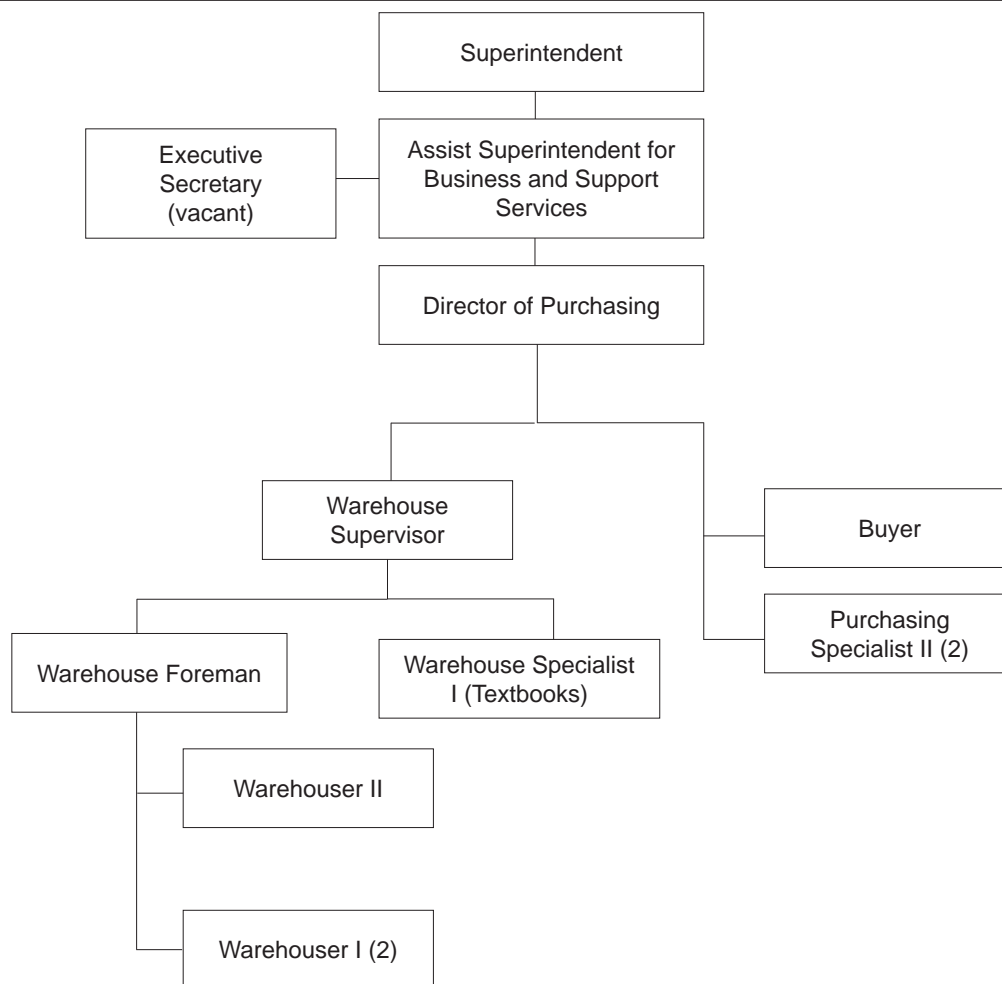 Superintendent
Executive
Secretary
(vacant)
Assist Superintendent for
Business and Support
Services
Director of Purchasing
Warehouse
Supervisor
Buyer
Purchasing
Specialist II (2)
Warehouse Foreman
Warehouse Specialist
I (Textbooks)
Warehouser II
Warehouser I (2)